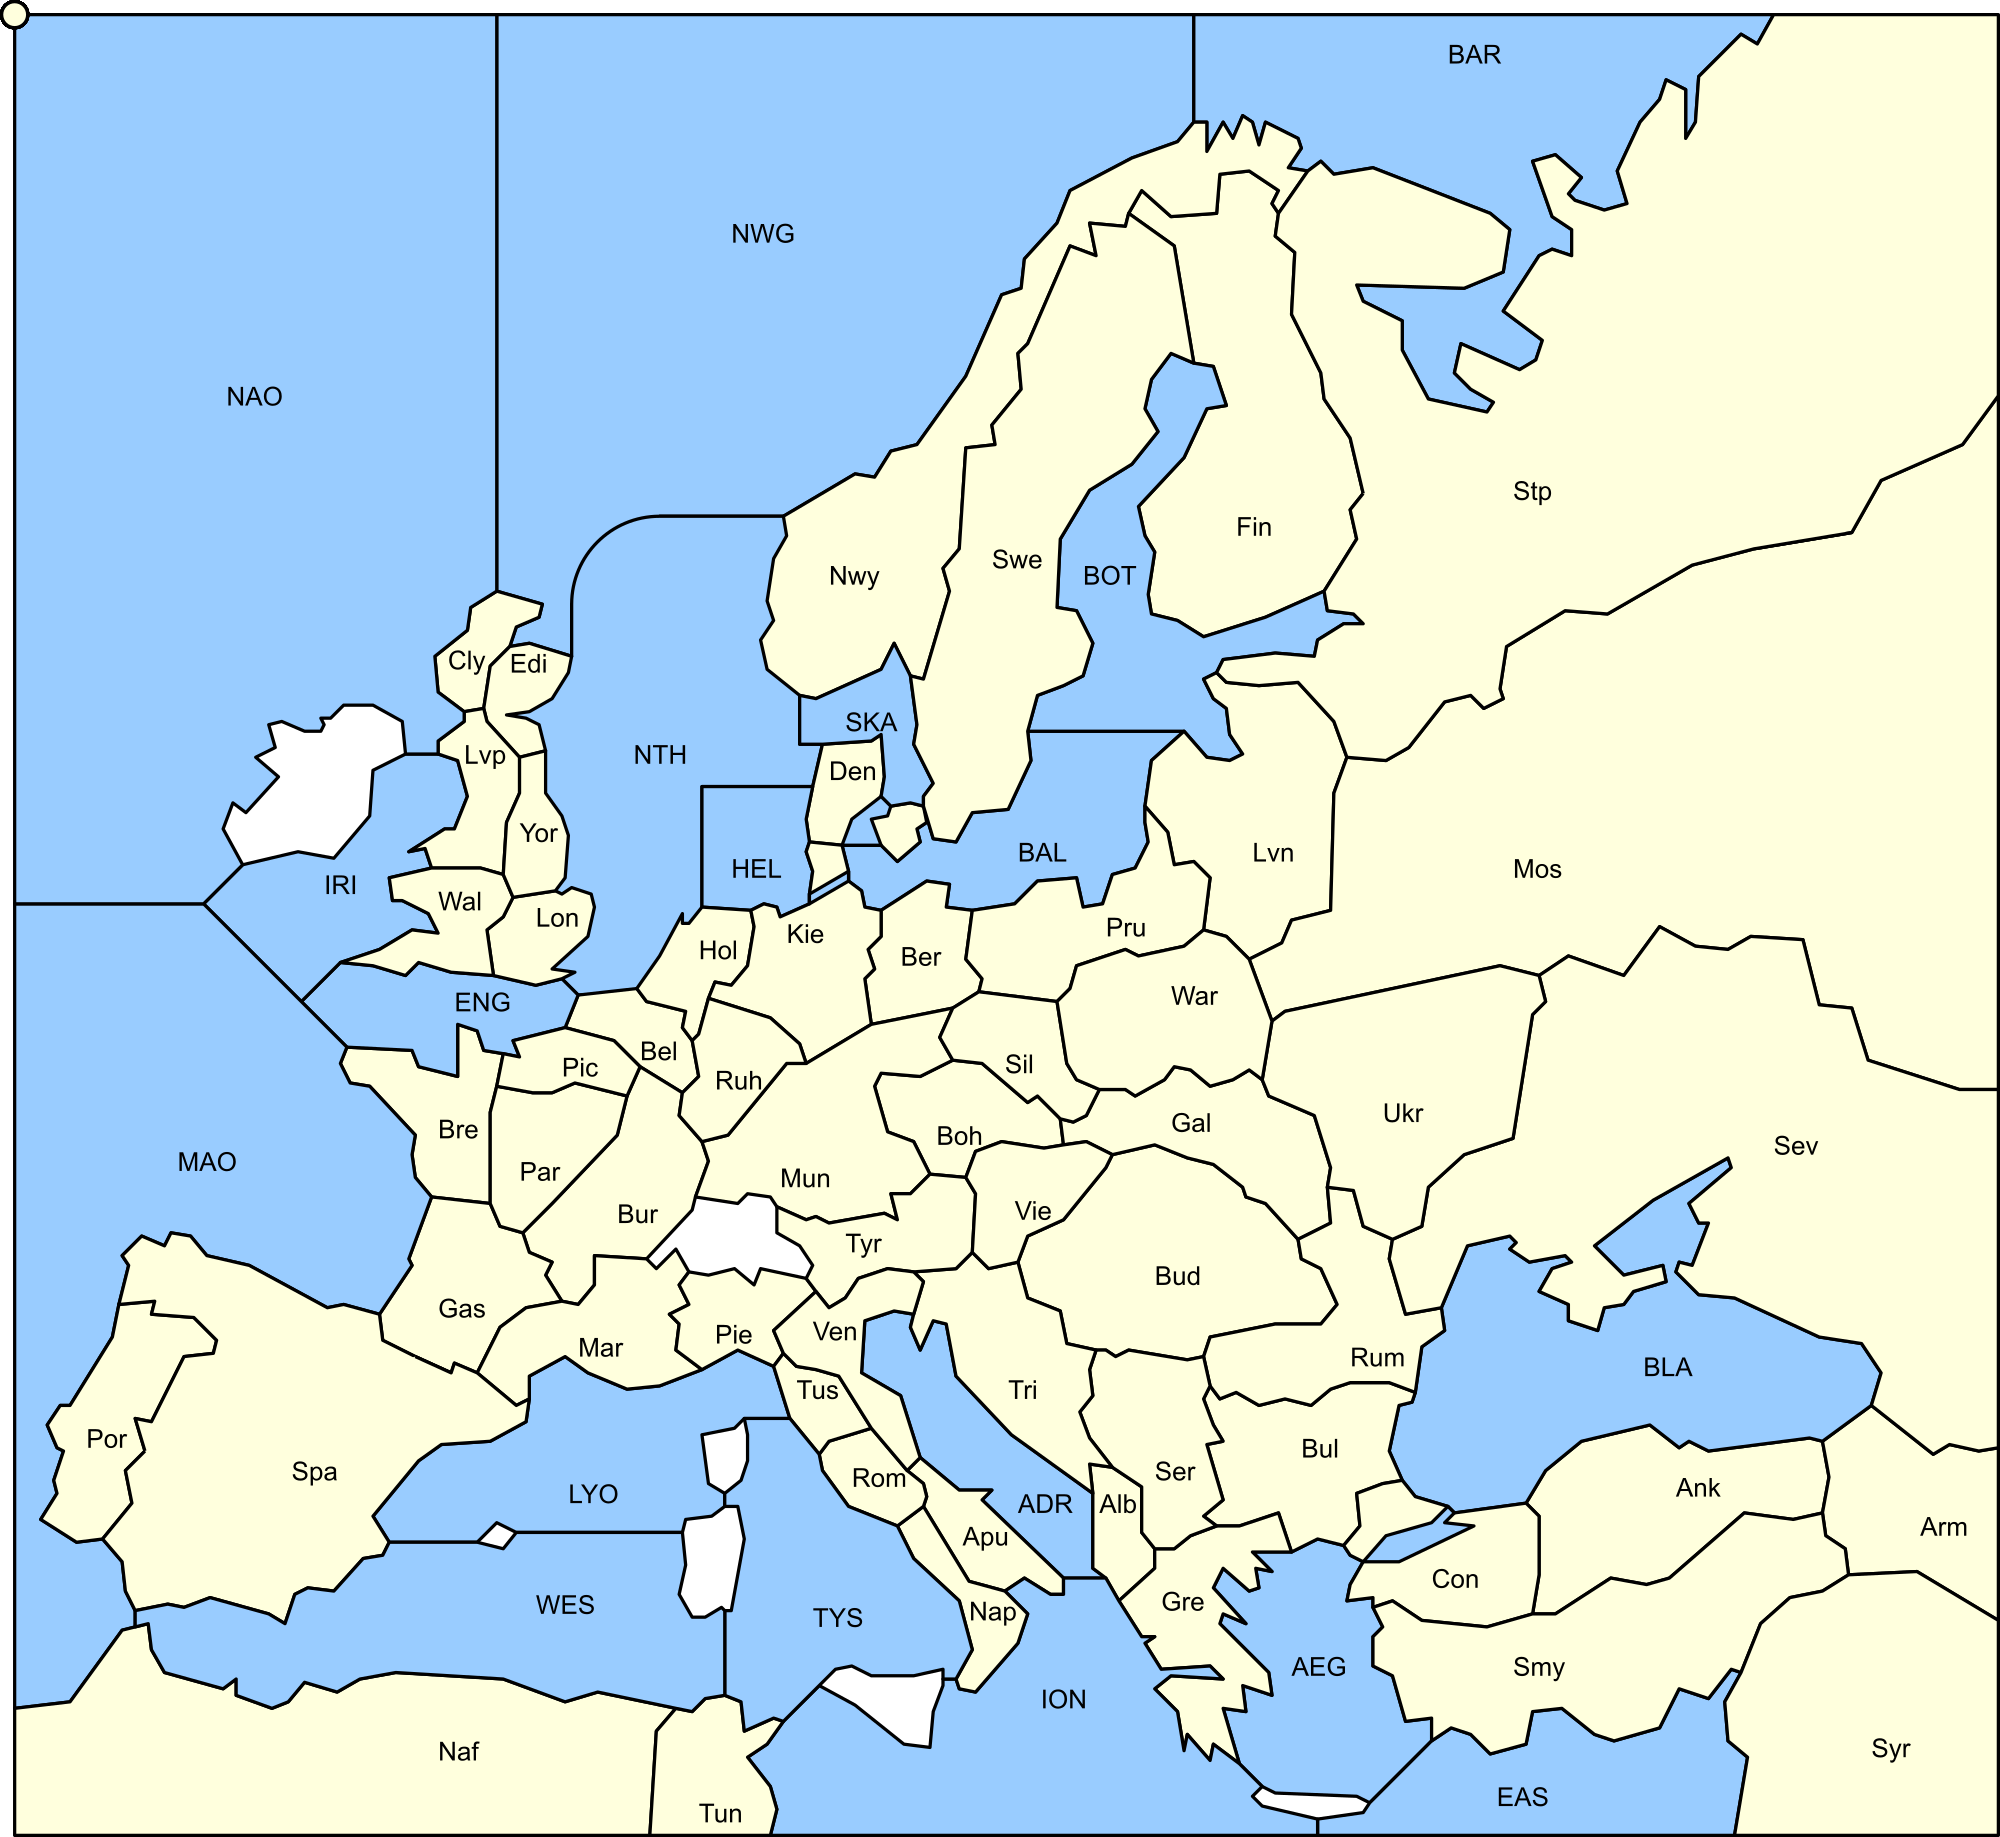 BAR
NWG
NAO
Stp
Fin
Swe
BOT
Nwy
Cly
Edi
SKA
NTH
Lvp
Den
Yor
BAL
Lvn
HEL
Mos
IRI
Wal
Lon
Pru
Kie
Hol
Ber
War
ENG
Bel
Sil
Pic
Ruh
Ukr
Gal
Bre
Boh
Sev
MAO
Par
Mun
Vie
Bur
Tyr
Bud
Gas
Ven
Pie
Mar
Rum
BLA
Tus
Tri
Por
Bul
Spa
Ser
Rom
Ank
LYO
ADR
Alb
Arm
Apu
Con
Gre
WES
Nap
TYS
AEG
Smy
ION
Naf
Syr
EAS
Tun